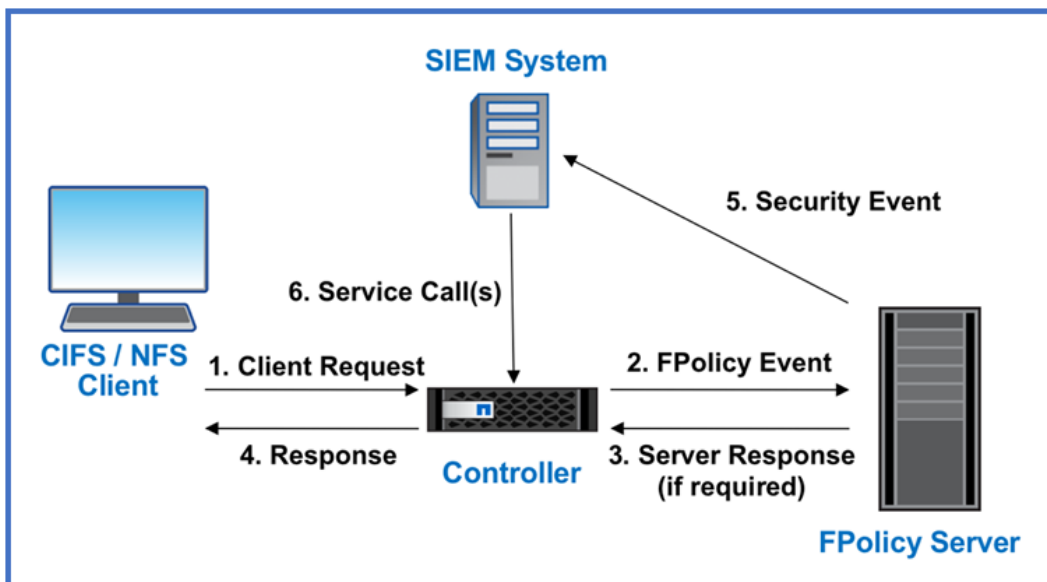 SIEM System
5. Security Event
6. Service Call(s)
CIFS / NFS
Client
1. Client Request
2. FPolicy Event
4. Response
3. Server Response
(if required)
Controller
FPolicy Server